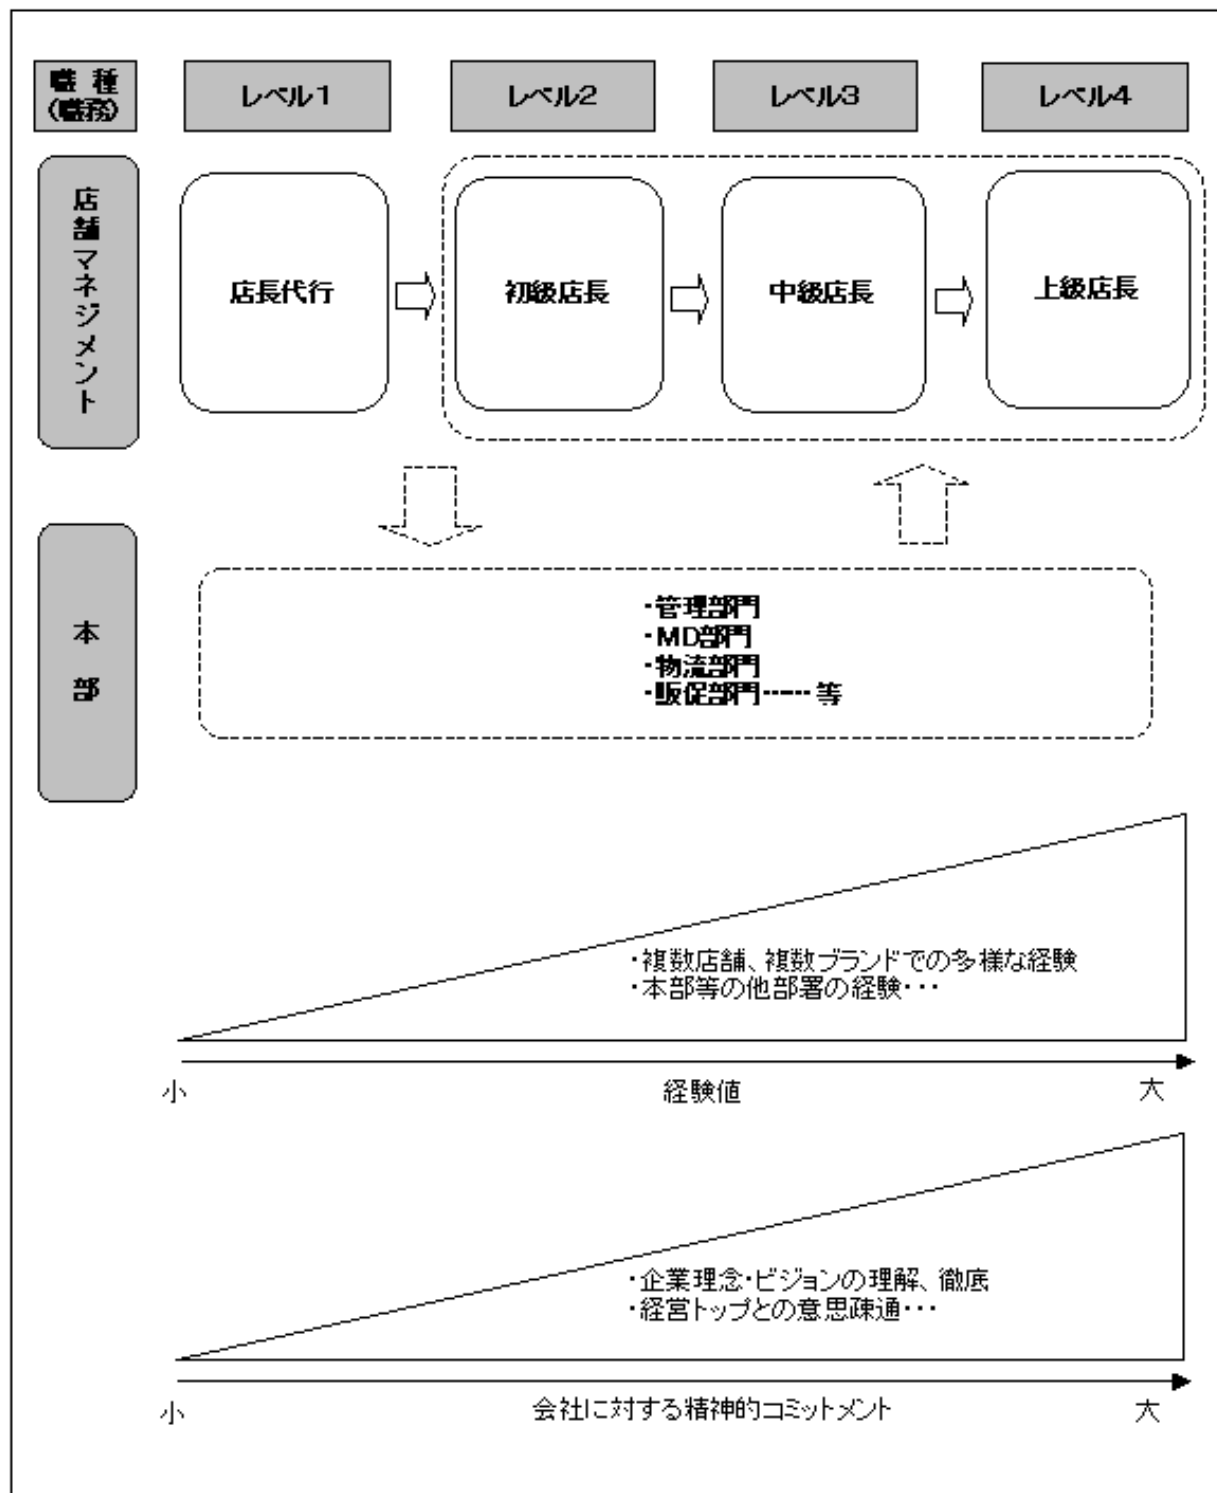 職種
(職務)
レベル1
レベル2
レベル3
レベル4
店舗マネジメント
店長代行
初級店長
中級店長
上級店長
本部
・管理部門
・MD部門
・物流部門
・販促部門……等
・複数店舗、複数ブランドでの多様な経験
・本部等の他部署の経験・・・
小
経験値
大
・企業理念・ビジョンの理解、徹底
・経営トップとの意思疎通・・・
小
会社に対する精神的コミットメント
大